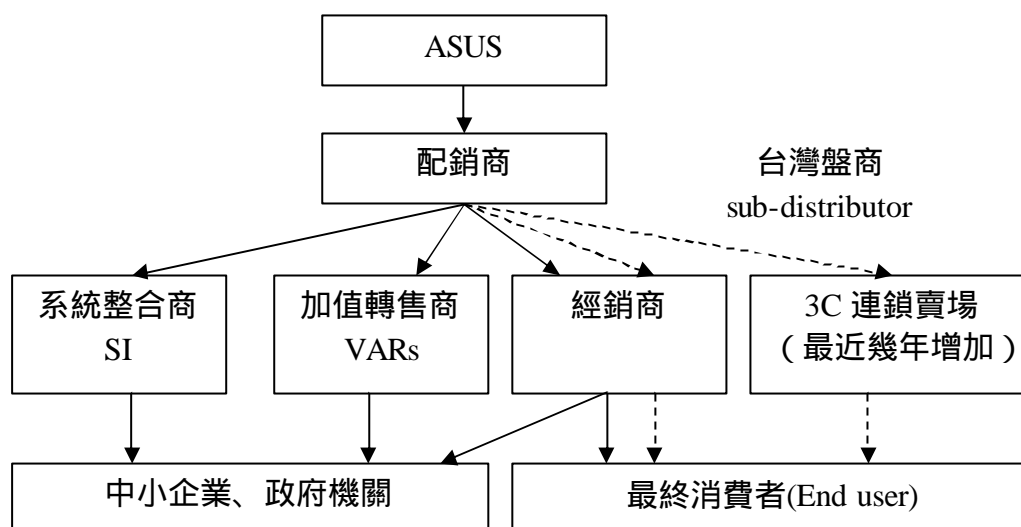 ASUS
配銷商
台灣盤商
sub-distributor
系統整合商
SI
加值轉售商
VARs
經銷商
3C 連鎖賣場
（最近幾年增加）
中小企業、政府機關
最終消費者(End user)